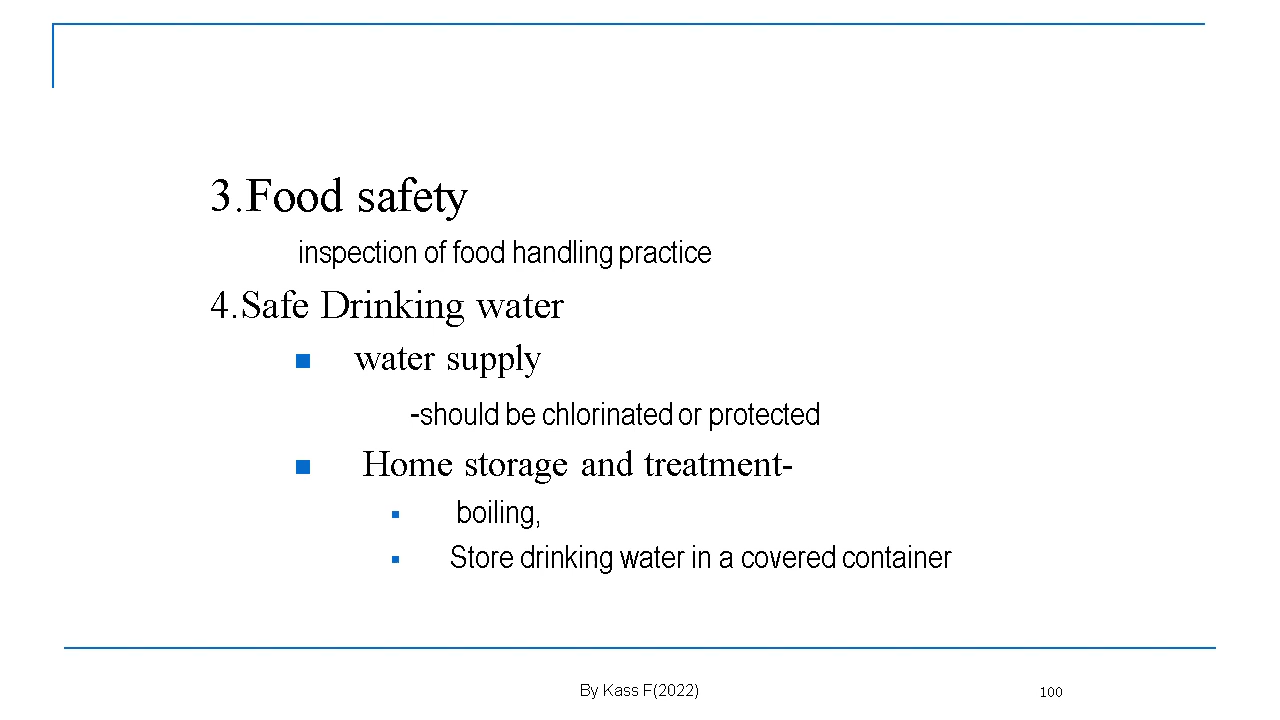 3.Food safety
inspection of food handling practice
4.Safe Drinking water
water supply
-should be chlorinated or protected
Home storage and treatment-
boiling,
Store drinking water in a covered container
By Kass F(2022)
100